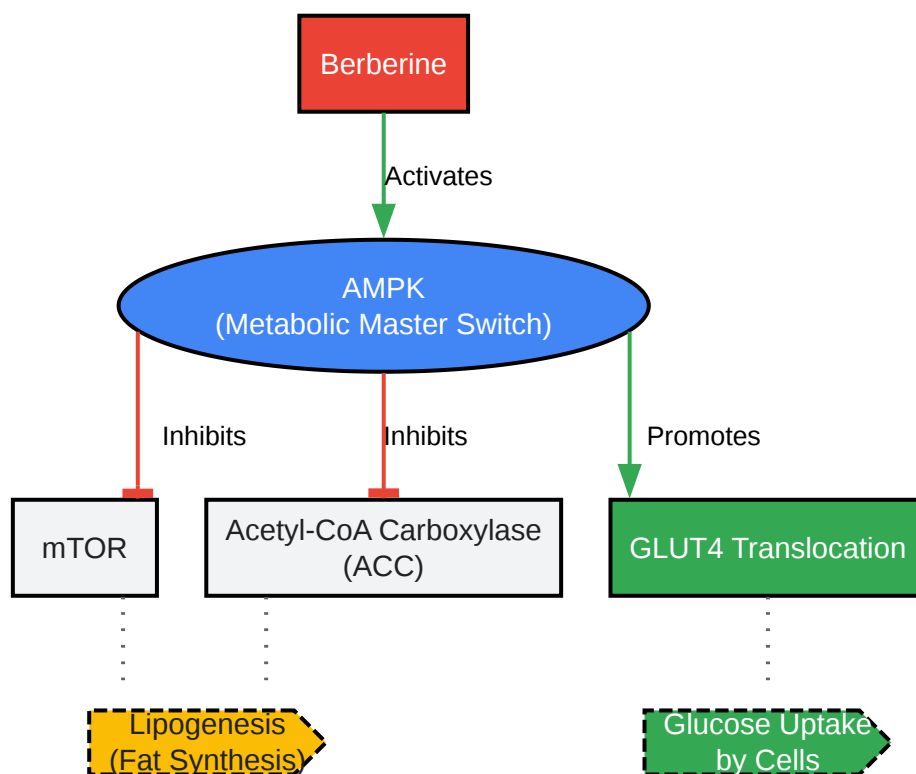 Berberine
Activates
AMPK
(Metabolic Master Switch)
Inhibits
Inhibits
Promotes
mTOR
Acetyl-CoA Carboxylase
(ACC)
GLUT4 Translocation
Lipogenesis
(Fat Synthesis)
Glucose Uptake
by Cells